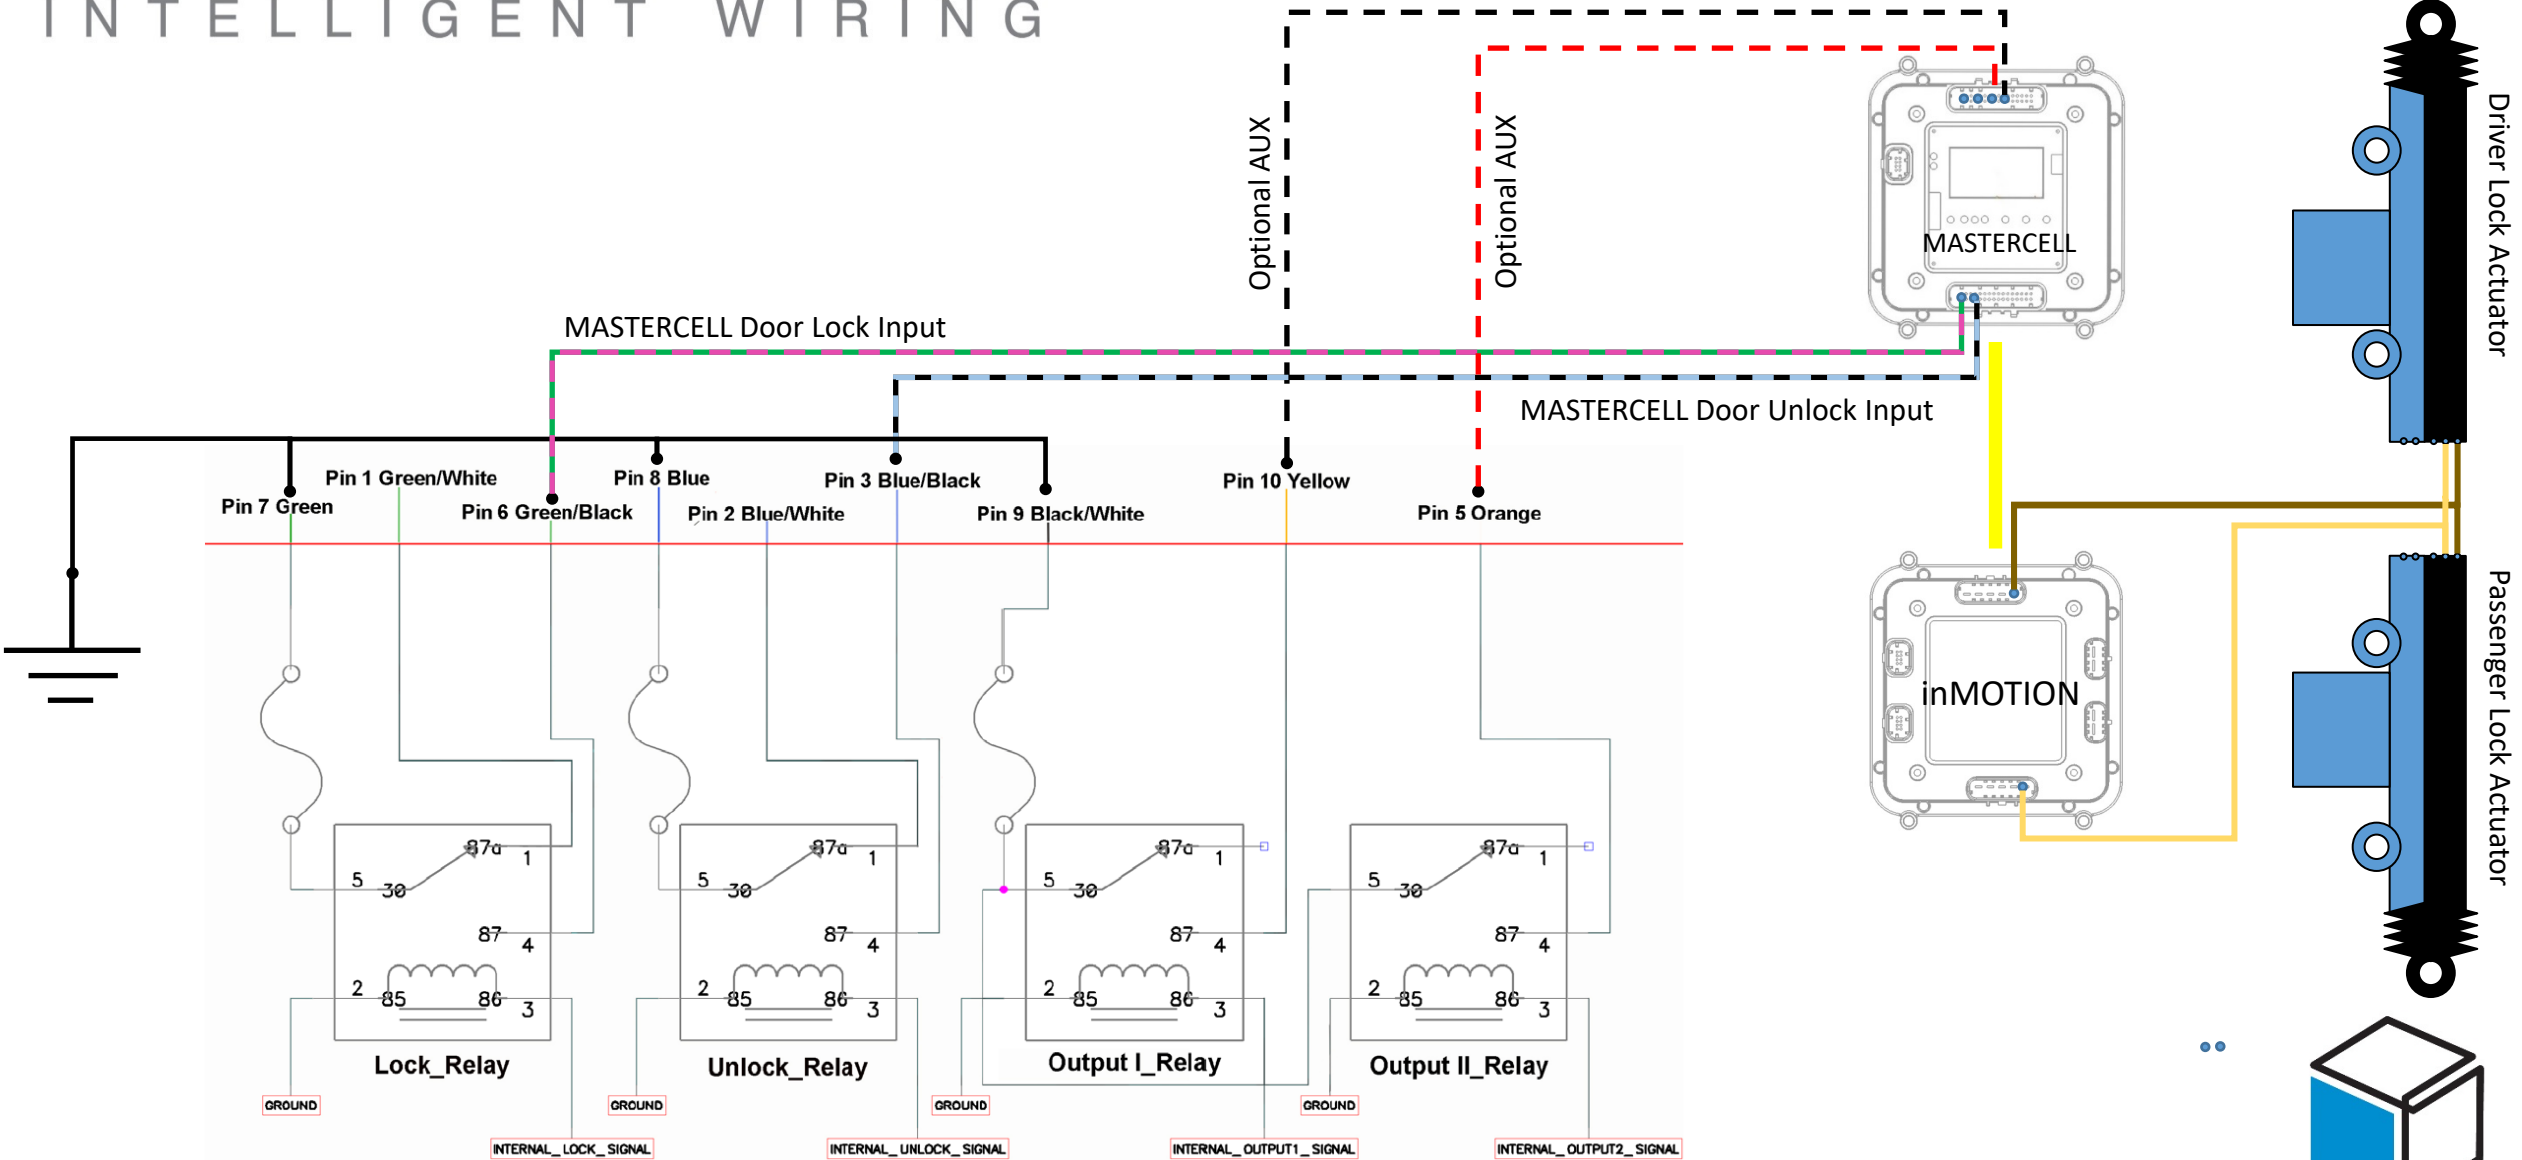 INTELLIGENT WIRING
Optional AUX
Optional AUX
MASTERCELL
Driver Lock Actuator
MASTERCELL Door Lock Input
MASTERCELL Door Unlock Input
Pin 7 Green
Pin 1 Green/White
Pin 6 Green/Black
Pin 8 Blue
Pin 2 Blue/White
Pin 3 Blue/Black
Pin 9 Black/White
Pin 10 Yellow
Pin 5 Orange
inMOTION
Passenger Lock Actuator
87a 1
5 30
87 4
2 85 86 3
Lock_Relay
GROUND
INTERNAL_LOCK_SIGNAL
87a 1
5 30
87 4
2 85 86 3
Unlock_Relay
GROUND
INTERNAL_UNLOCK_SIGNAL
87a 1
5 30
87 4
2 85 86 3
Output I_Relay
GROUND
INTERNAL_OUTPUT1_SIGNAL
87a 1
5 30
87 4
2 85 86 3
Output II_Relay
GROUND
INTERNAL_OUTPUT2_SIGNAL